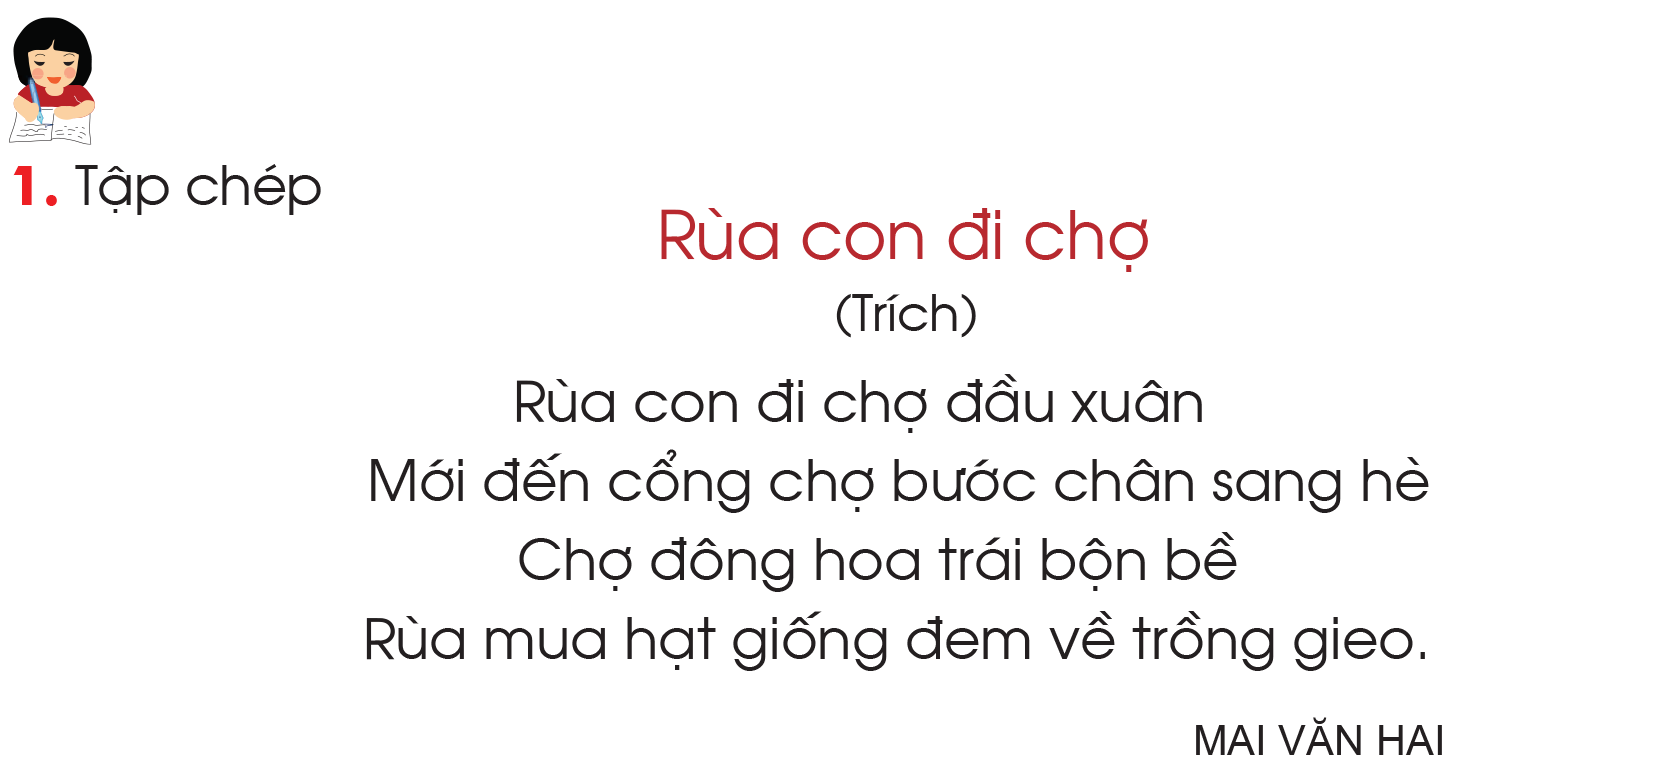 1. Tập chép
Rùa con đi chợ
(Trích)
Rùa con đi chợ đầu xuân
Mới đến cổng chợ bước chân sang hè
Chợ đông hoa trái bộn bề
Rùa mua hạt giống đem về trồng gieo.
MAI VĂN HAI